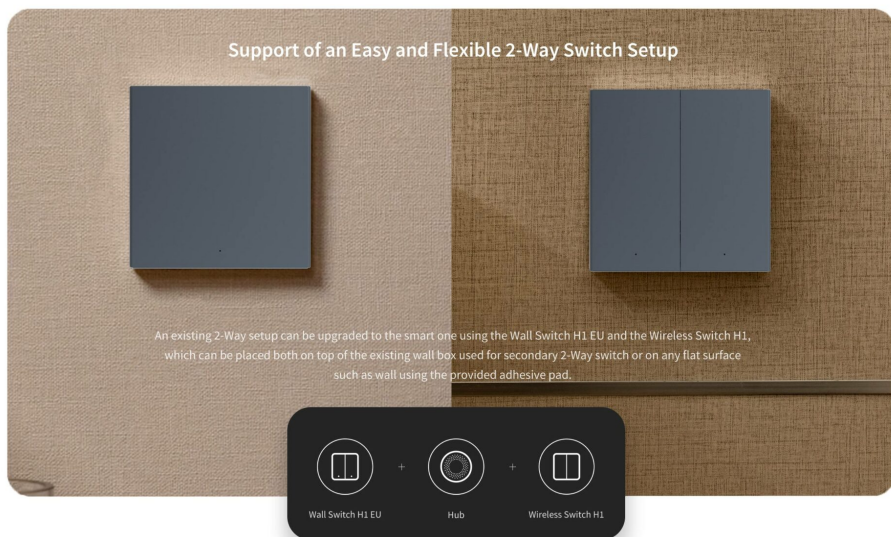 Support of an Easy and Flexible 2-Way Switch Setup
An existing 2-Way setup can be upgraded to the smart one using the Wall Switch H1 EU and the Wireless Switch H1,
which can be placed both on top of the existing wall box used for secondary 2-Way switch or on any flat surface
such as wall using the provided adhesive pad.
+
+
Wall Switch H1 EU
Hub
Wireless Switch H1